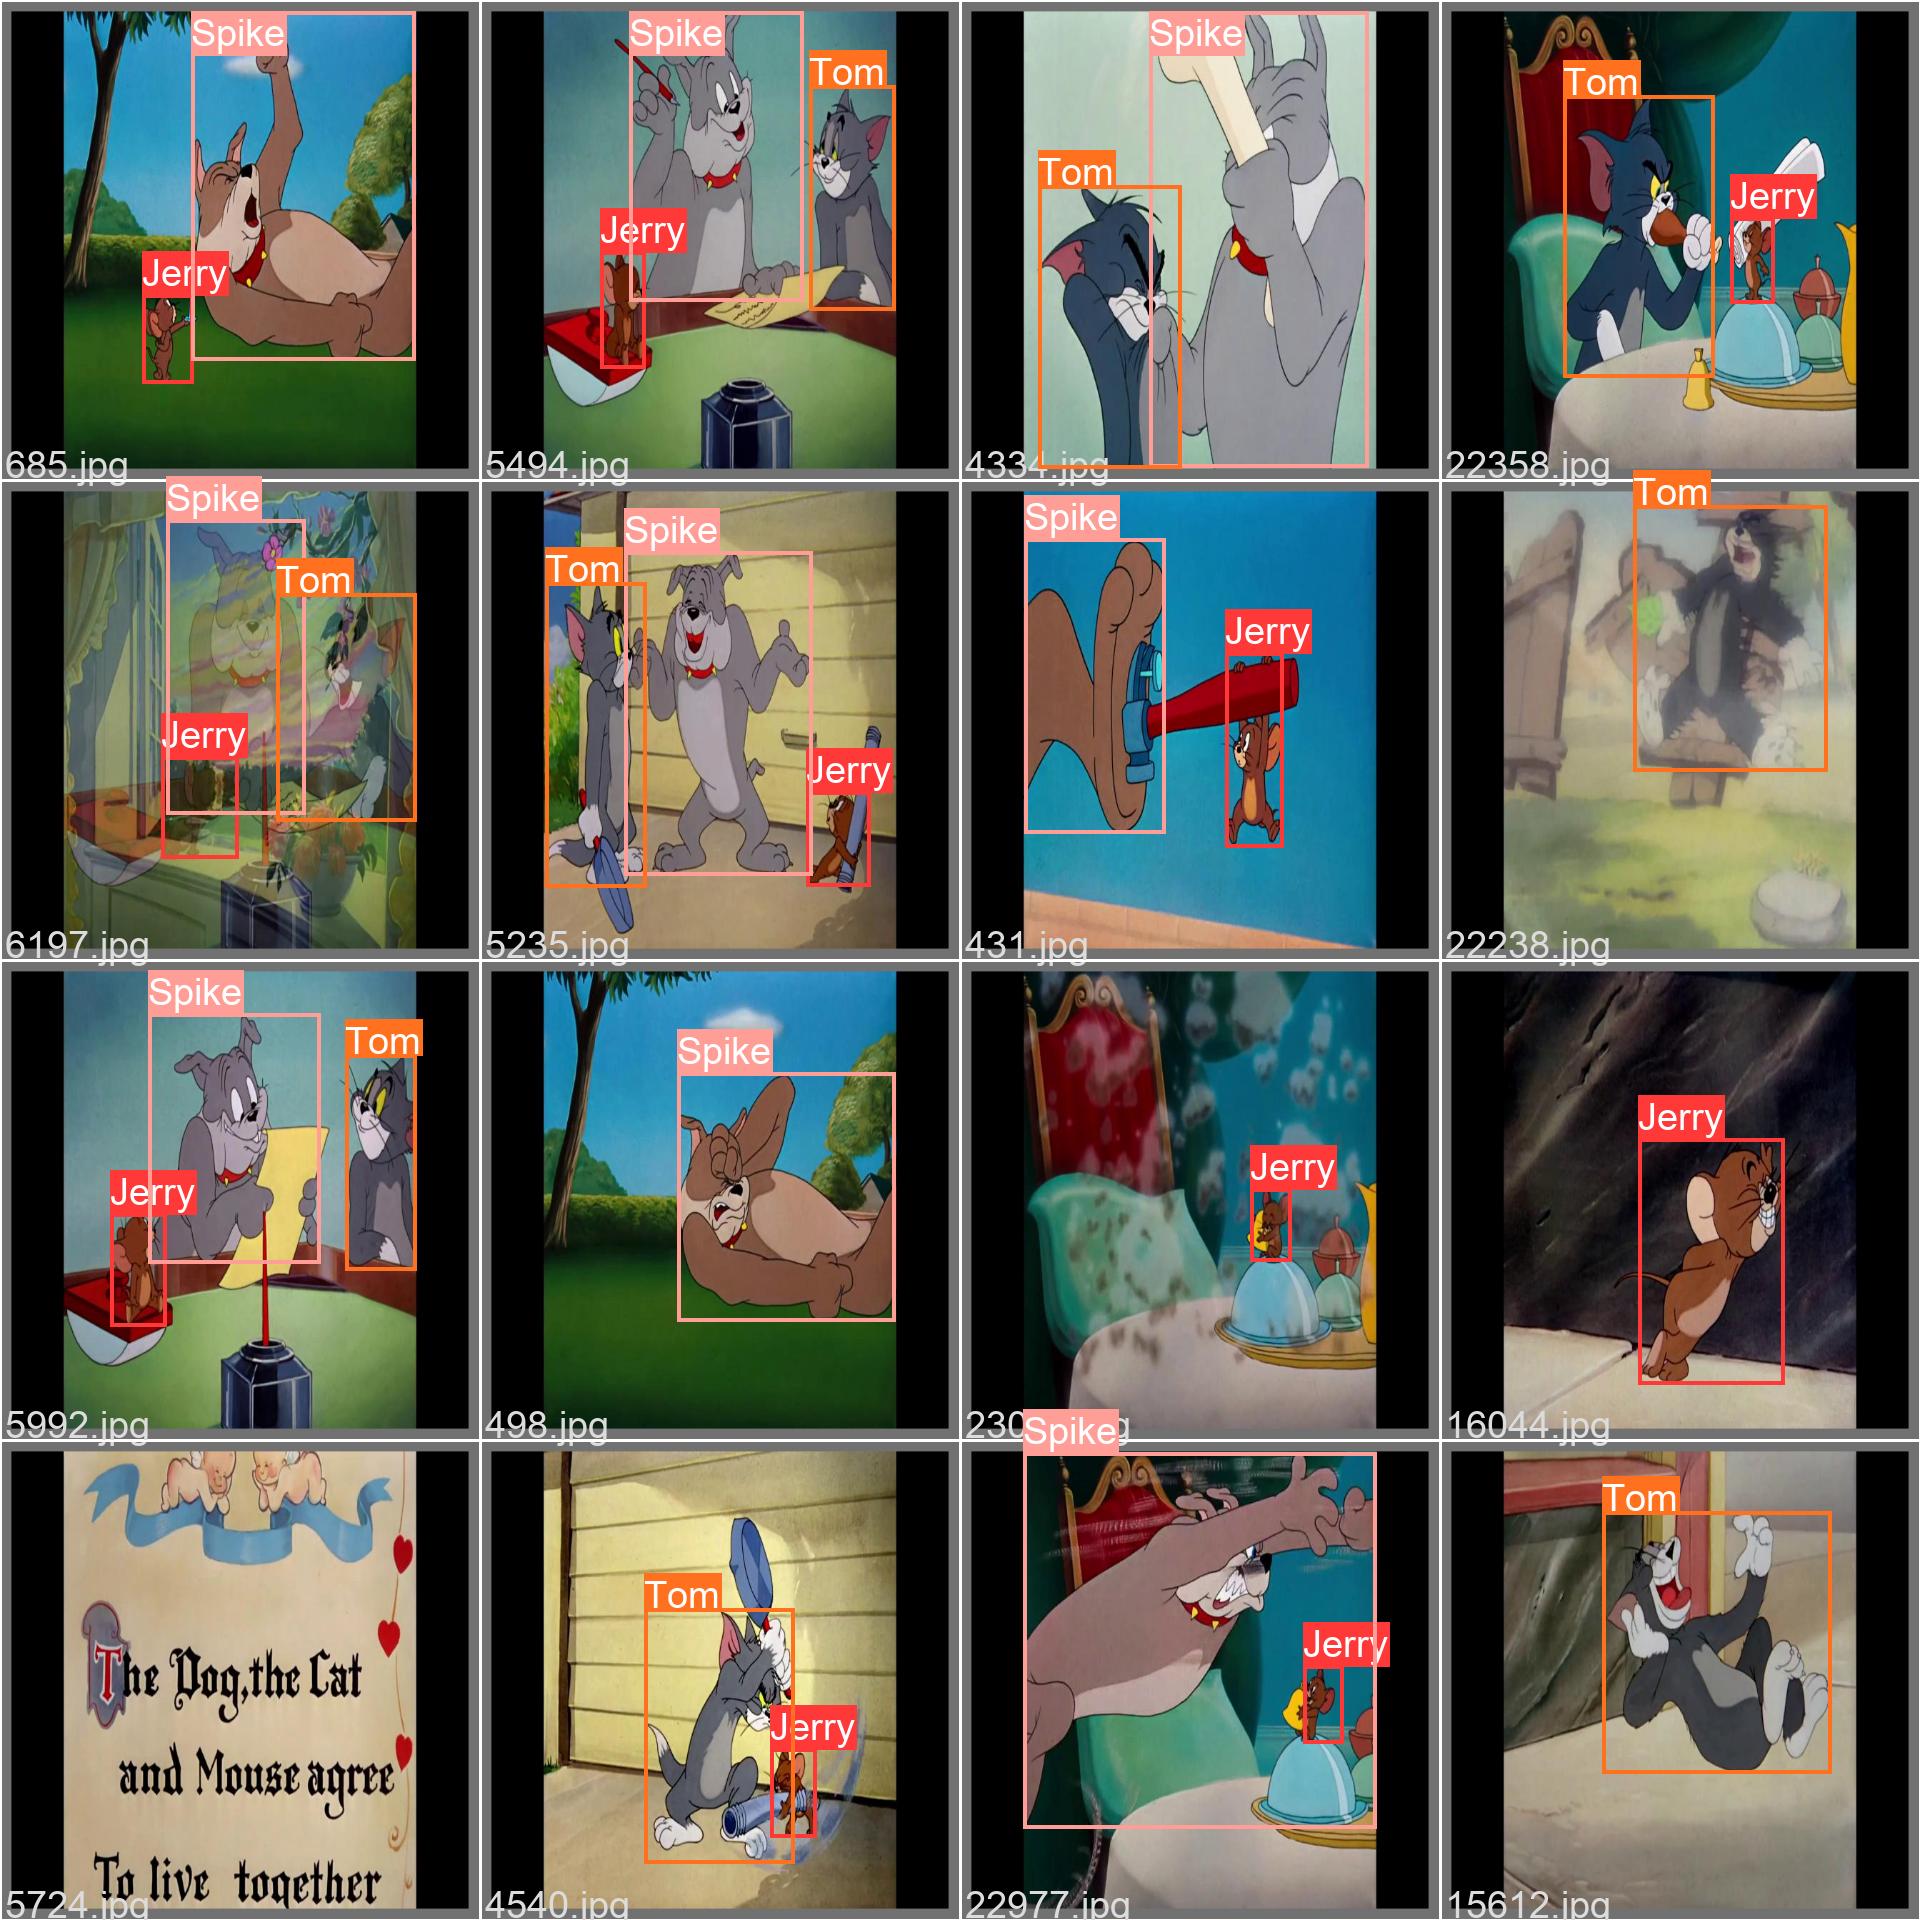 Spike
Jerry
685.jpg
Spike
Tom
Jerry
5494.jpg
Spike
Tom
4334.jpg
Tom
Jerry
22358.jpg
Spike
Tom
Jerry
6197.jpg
Spike
Tom
Jerry
5235.jpg
Spike
Jerry
431.jpg
Tom
22238.jpg
Spike
Tom
Jerry
5992.jpg
Spike
498.jpg
Jerry
Jerry
16044.jpg
The Dog, the Cat
and Mouse agree
To live together
5724.jpg
Tom
Jerry
4540.jpg
Spike
Jerry
22977.jpg
Tom
15612.jpg